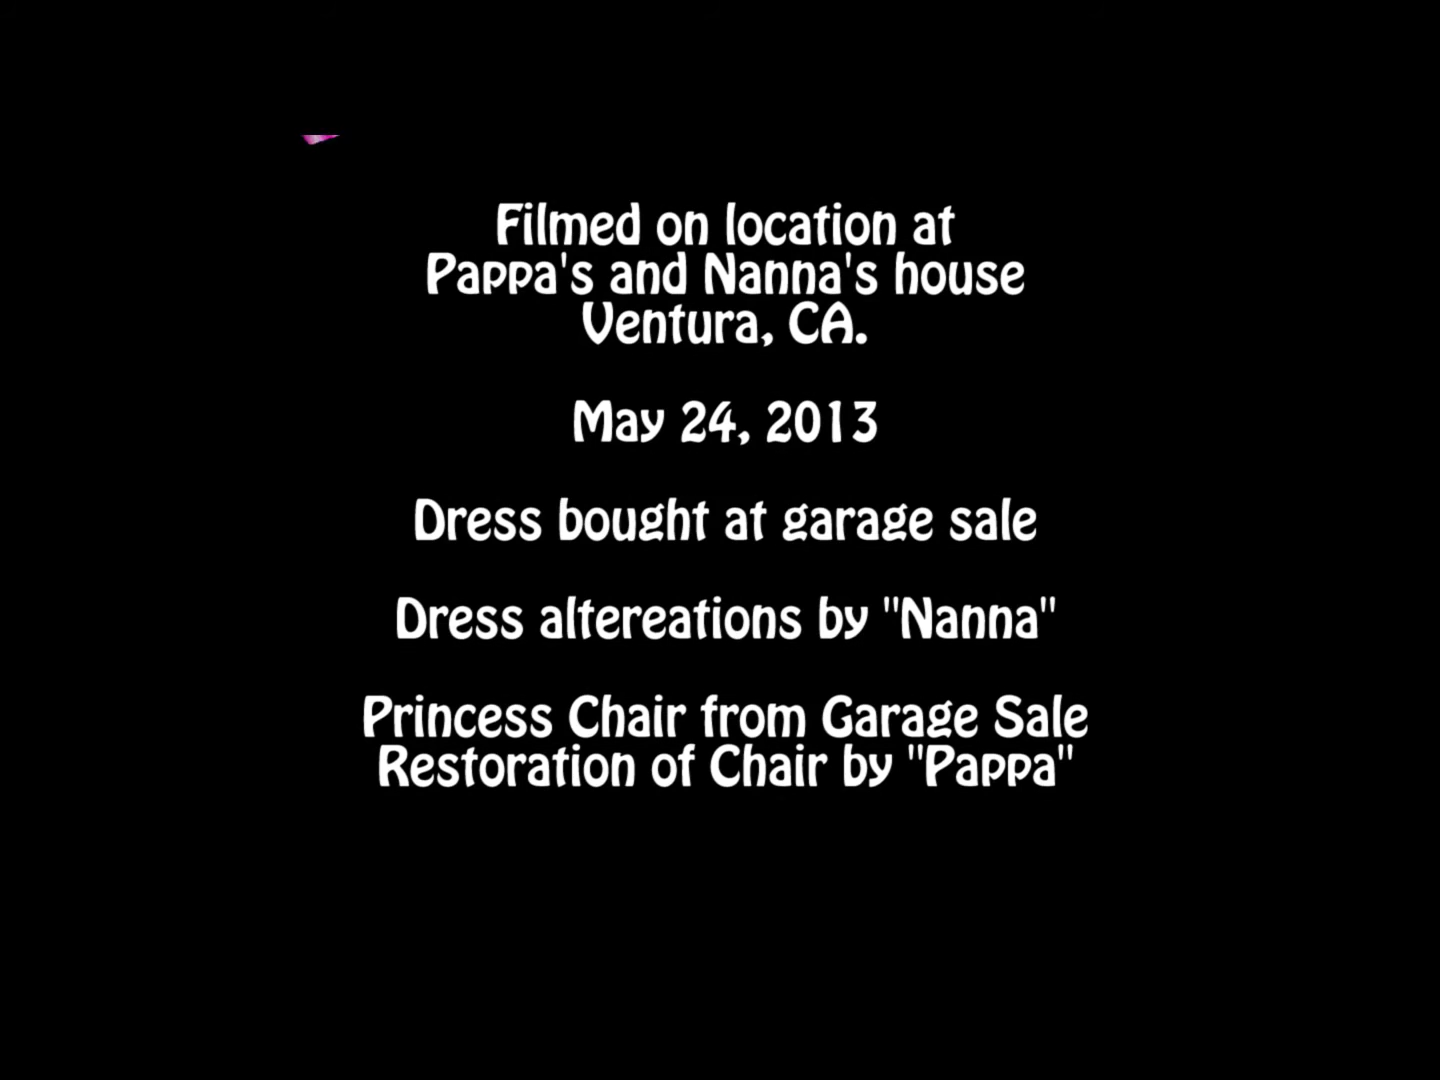 Filmed on location at
Pappa's and Nanna's house
Ventura, CA.
May 24, 2013
Dress bought at garage sale
Dress altereations by "Nanna"
Princess Chair from Garage Sale
Restoration of Chair by "Pappa"